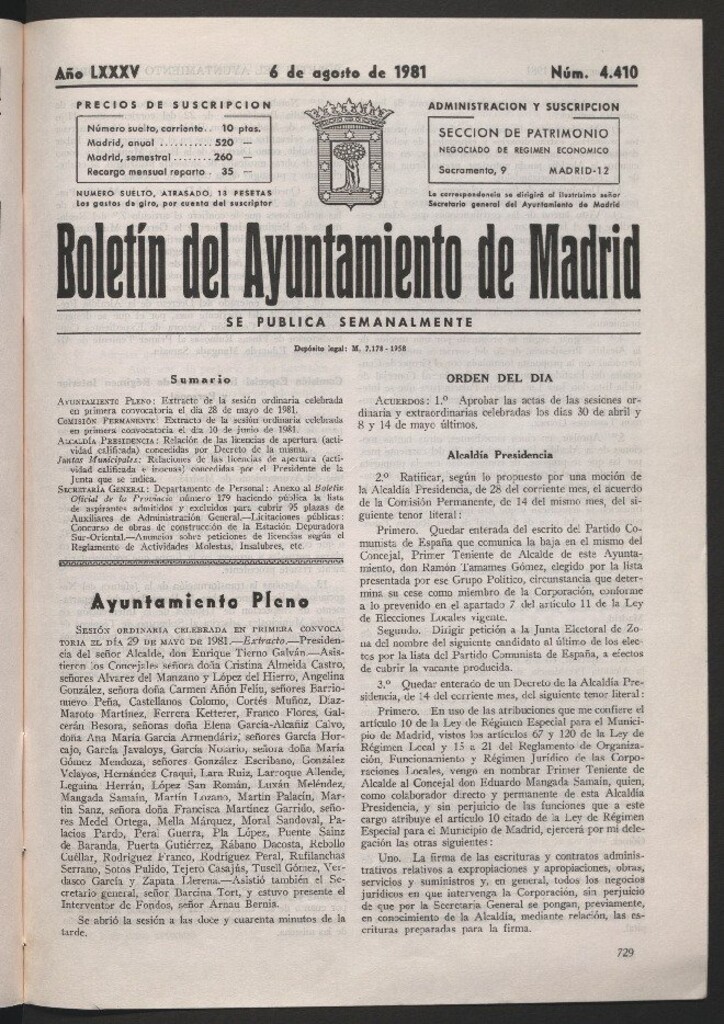 Año LXXXV
6 de agosto de 1981
Núm. 4.410
PRECIOS DE SUSCRIPCION
Número suelto, corriente.. 10 ptas.
Madrid, anual ........... 520 —
Madrid, semestral ........ 260 —
Recargo mensual reparto .. 35 —
NUMERO SUELTO, ATRASADO, 13 PESETAS
Los gastos de giro, por cuenta del suscriptor
ADMINISTRACION Y SUSCRIPCION
SECCION DE PATRIMONIO
NEGOCIADO DE REGIMEN ECONOMICO
Sacramento, 9 MADRID-12
La correspondencia se dirigirá al ilustrísimo señor
Secretario general del Ayuntamiento de Madrid
Boletín del Ayuntamiento de Madrid
SE PUBLICA SEMANALMENTE
Depósito legal: M. 7.178 - 1958
Sumario
AYUNTAMIENTO PLENO: Extracto de la sesión ordinaria celebrada
en primera convocatoria el día 28 de mayo de 1981.
COMISIÓN PERMANENTE: Extracto de la sesión ordinaria celebrada
en primera convocatoria el día 10 de junio de 1981.
ALCALDÍA PRESIDENCIA: Relación de las licencias de apertura (acti-
vidad calificada) concedidas por Decreto de la misma.
Juntas Municipales: Relaciones de las licencias de apertura (acti-
vidad calificada e inocuas) concedidas por el Presidente de la
Junta que se indica.
SECRETARÍA GENERAL: Departamento de Personal: Anexo al Boletín
Oficial de la Provincia número 179 haciendo pública la lista
de aspirantes admitidos y excluidos para cubrir 95 plazas de
Auxiliares de Administración General.—Licitaciones públicas:
Concurso de obras de construcción de la Estación Depuradora
Sur-Oriental.—Anuncios sobre peticiones de licencias según el
Reglamento de Actividades Molestas, Insalubres, etc.
Ayuntamiento Pleno
SESIÓN ORDINARIA CELEBRADA EN PRIMERA CONVOCA-
TORIA EL DÍA 29 DE MAYO DE 1981.—Extracto.—Presiden-
cia del señor Alcalde, don Enrique Tierno Galván.—Asis-
tieron los Concejales señora doña Cristina Almeida Castro,
señores Alvarez del Manzano y López del Hierro, Angelina
González, señora doña Carmen Añón Feliu, señores Barrio-
nuevo Peña, Castellanos Colomo, Cortés Muñoz, Díaz-
Maroto Martínez, Ferrera Ketterer, Franco Flores, Gal-
cerán Besora, señoras doña Elena García-Alcañiz Calvo,
doña Ana María García Armendáriz, señores García Hor-
cajo, García Javaloys, García Notario, señora doña María
Gómez Mendoza, señores González Escribano, González
Velayos, Hernández Craqui, Lara Ruiz, Larroque Allende,
Leguina Herrán, López San Román, Luxán Meléndez,
Mangada Samaín, Martín Lozano, Martín Palacín, Mar-
tín Sanz, señora doña Francisca Martínez Garrido, seño-
res Medel Ortega, Mella Márquez, Moral Sandoval, Pa-
lacios Pardo, Peral Guerra, Pla López, Puente Sainz
de Baranda, Puerta Gutiérrez, Rábano Dacosta, Rebollo
Cuéllar, Rodríguez Franco, Rodríguez Peral, Rufilanchas
Serrano, Sotos Pulido, Tejero Casajús, Tusell Gómez, Ver-
dasco García y Zapata Llerena.—Asistió también el Se-
cretario general, señor Barcina Tort, y estuvo presente el
Interventor de Fondos, señor Arnau Bernia.
Se abrió la sesión a las doce y cuarenta minutos de la
tarde.
ORDEN DEL DIA
ACUERDOS: 1.º Aprobar las actas de las sesiones or-
dinaria y extraordinarias celebradas los días 30 de abril y
8 y 14 de mayo últimos.
Alcaldía Presidencia
2.º Ratificar, según lo propuesto por una moción de
la Alcaldía Presidencia, de 28 del corriente mes, el acuerdo
de la Comisión Permanente, de 14 del mismo mes, del si-
guiente tenor literal:
Primero. Quedar enterada del escrito del Partido Co-
munista de España que comunica la baja en el mismo del
Concejal, Primer Teniente de Alcalde de este Ayunta-
miento, don Ramón Tamames Gómez, elegido por la lista
presentada por ese Grupo Político, circunstancia que deter-
mina su cese como miembro de la Corporación, conforme
a lo prevenido en el apartado 7 del artículo 11 de la Ley
de Elecciones Locales vigente.
Segundo. Dirigir petición a la Junta Electoral de Zo-
na del nombre del siguiente candidato al último de los elec-
tos por la lista del Partido Comunista de España, a efectos
de cubrir la vacante producida.
3.º Quedar enterado de un Decreto de la Alcaldía Pre-
sidencia, de 14 del corriente mes, del siguiente tenor literal:
Primero. En uso de las atribuciones que me confiere el
artículo 10 de la Ley de Régimen Especial para el Munici-
pio de Madrid, vistos los artículos 67 y 120 de la Ley de
Régimen Local y 15 a 21 del Reglamento de Organiza-
ción, Funcionamiento y Régimen Jurídico de las Corpo-
raciones Locales, vengo en nombrar Primer Teniente de
Alcalde al Concejal don Eduardo Mangada Samaín, quien,
como colaborador directo y permanente de esta Alcaldía
Presidencia, y sin perjuicio de las funciones que a este
cargo atribuye el artículo 10 citado de la Ley de Régimen
Especial para el Municipio de Madrid, ejercerá por mi dele-
gación las otras siguientes:
Uno. La firma de las escrituras y contratos adminis-
trativos relativos a expropiaciones y apropiaciones, obras,
servicios y suministros y, en general, todos los negocios
jurídicos en que intervenga la Corporación, sin perjuicio
de que por la Secretaría General se pongan, previamente,
en conocimiento de la Alcaldía, mediante relación, las es-
crituras preparadas para la firma.
729